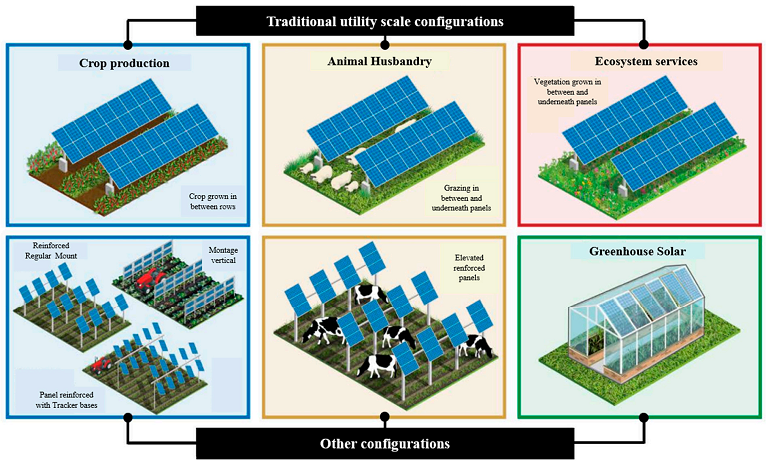 Traditional utility scale configurations
Crop production
Crop grown in
between rows
Animal Husbandry
Grazing in
between and
underneath panels
Ecosystem services
Vegetation grown in
between and
underneath panels
Reinforced
Regular Mount
Montage
vertical
Panel reinforced
with Tracker bases
Elevated
reinforced
panels
Greenhouse Solar
Other configurations